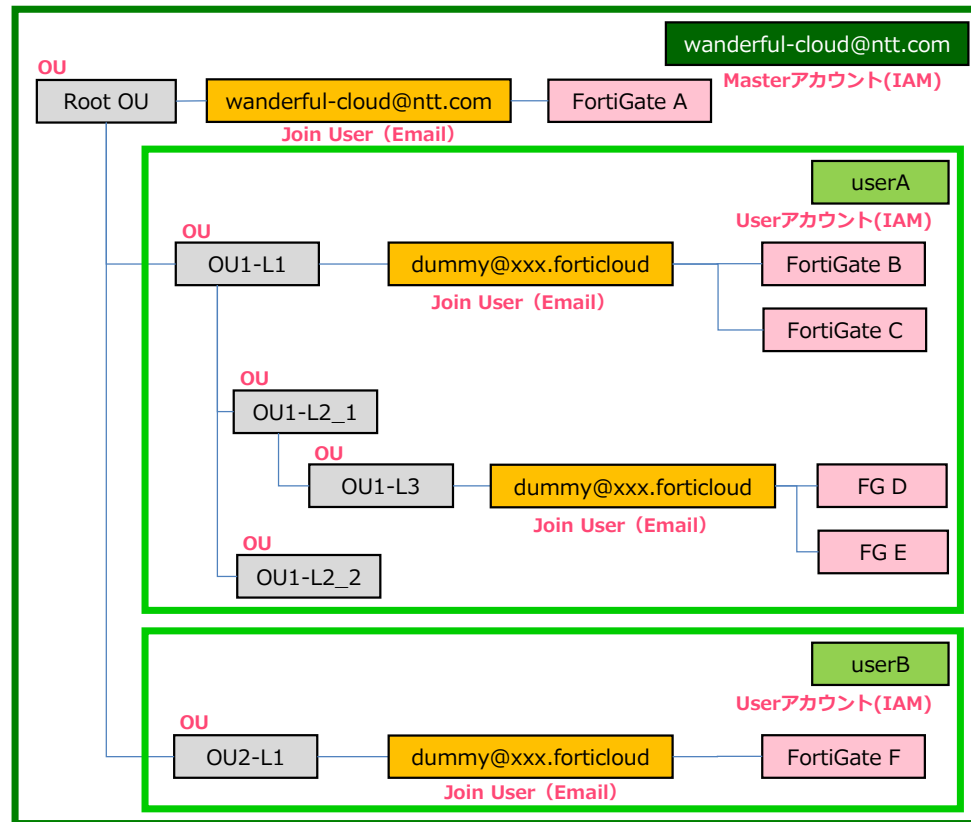 wanderful-cloud@ntt.com
Masterアカウント(IAM)
OU
Root OU
wanderful-cloud@ntt.com
FortiGate A
Join User（Email）
userA
Userアカウント(IAM)
OU
OU1-L1
dummy@xxx.forticloud
FortiGate B
Join User（Email）
FortiGate C
OU
OU1-L2_1
OU
OU1-L3
dummy@xxx.forticloud
FG D
Join User（Email）
FG E
OU
OU1-L2_2
userB
Userアカウント(IAM)
OU
OU2-L1
dummy@xxx.forticloud
FortiGate F
Join User（Email）